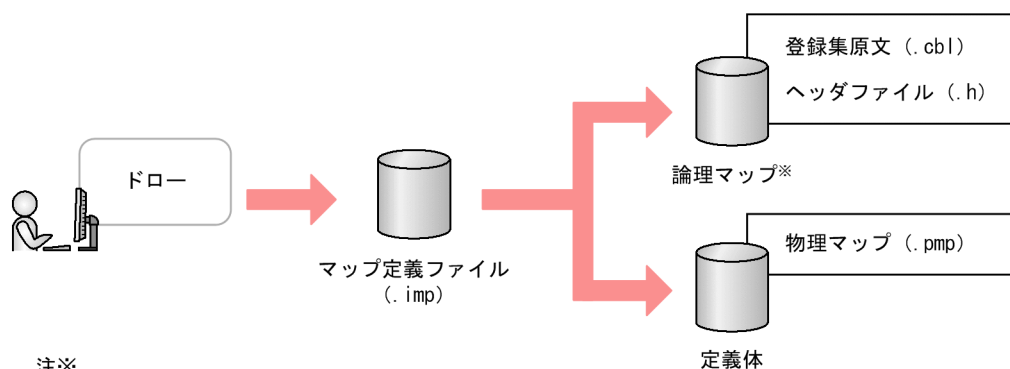 登録集原文(.cbl)
ヘッダファイル(.h)
ドロー
論理マップ※
マップ定義ファイル
(.imp)
物理マップ(.pmp)
定義体
注※